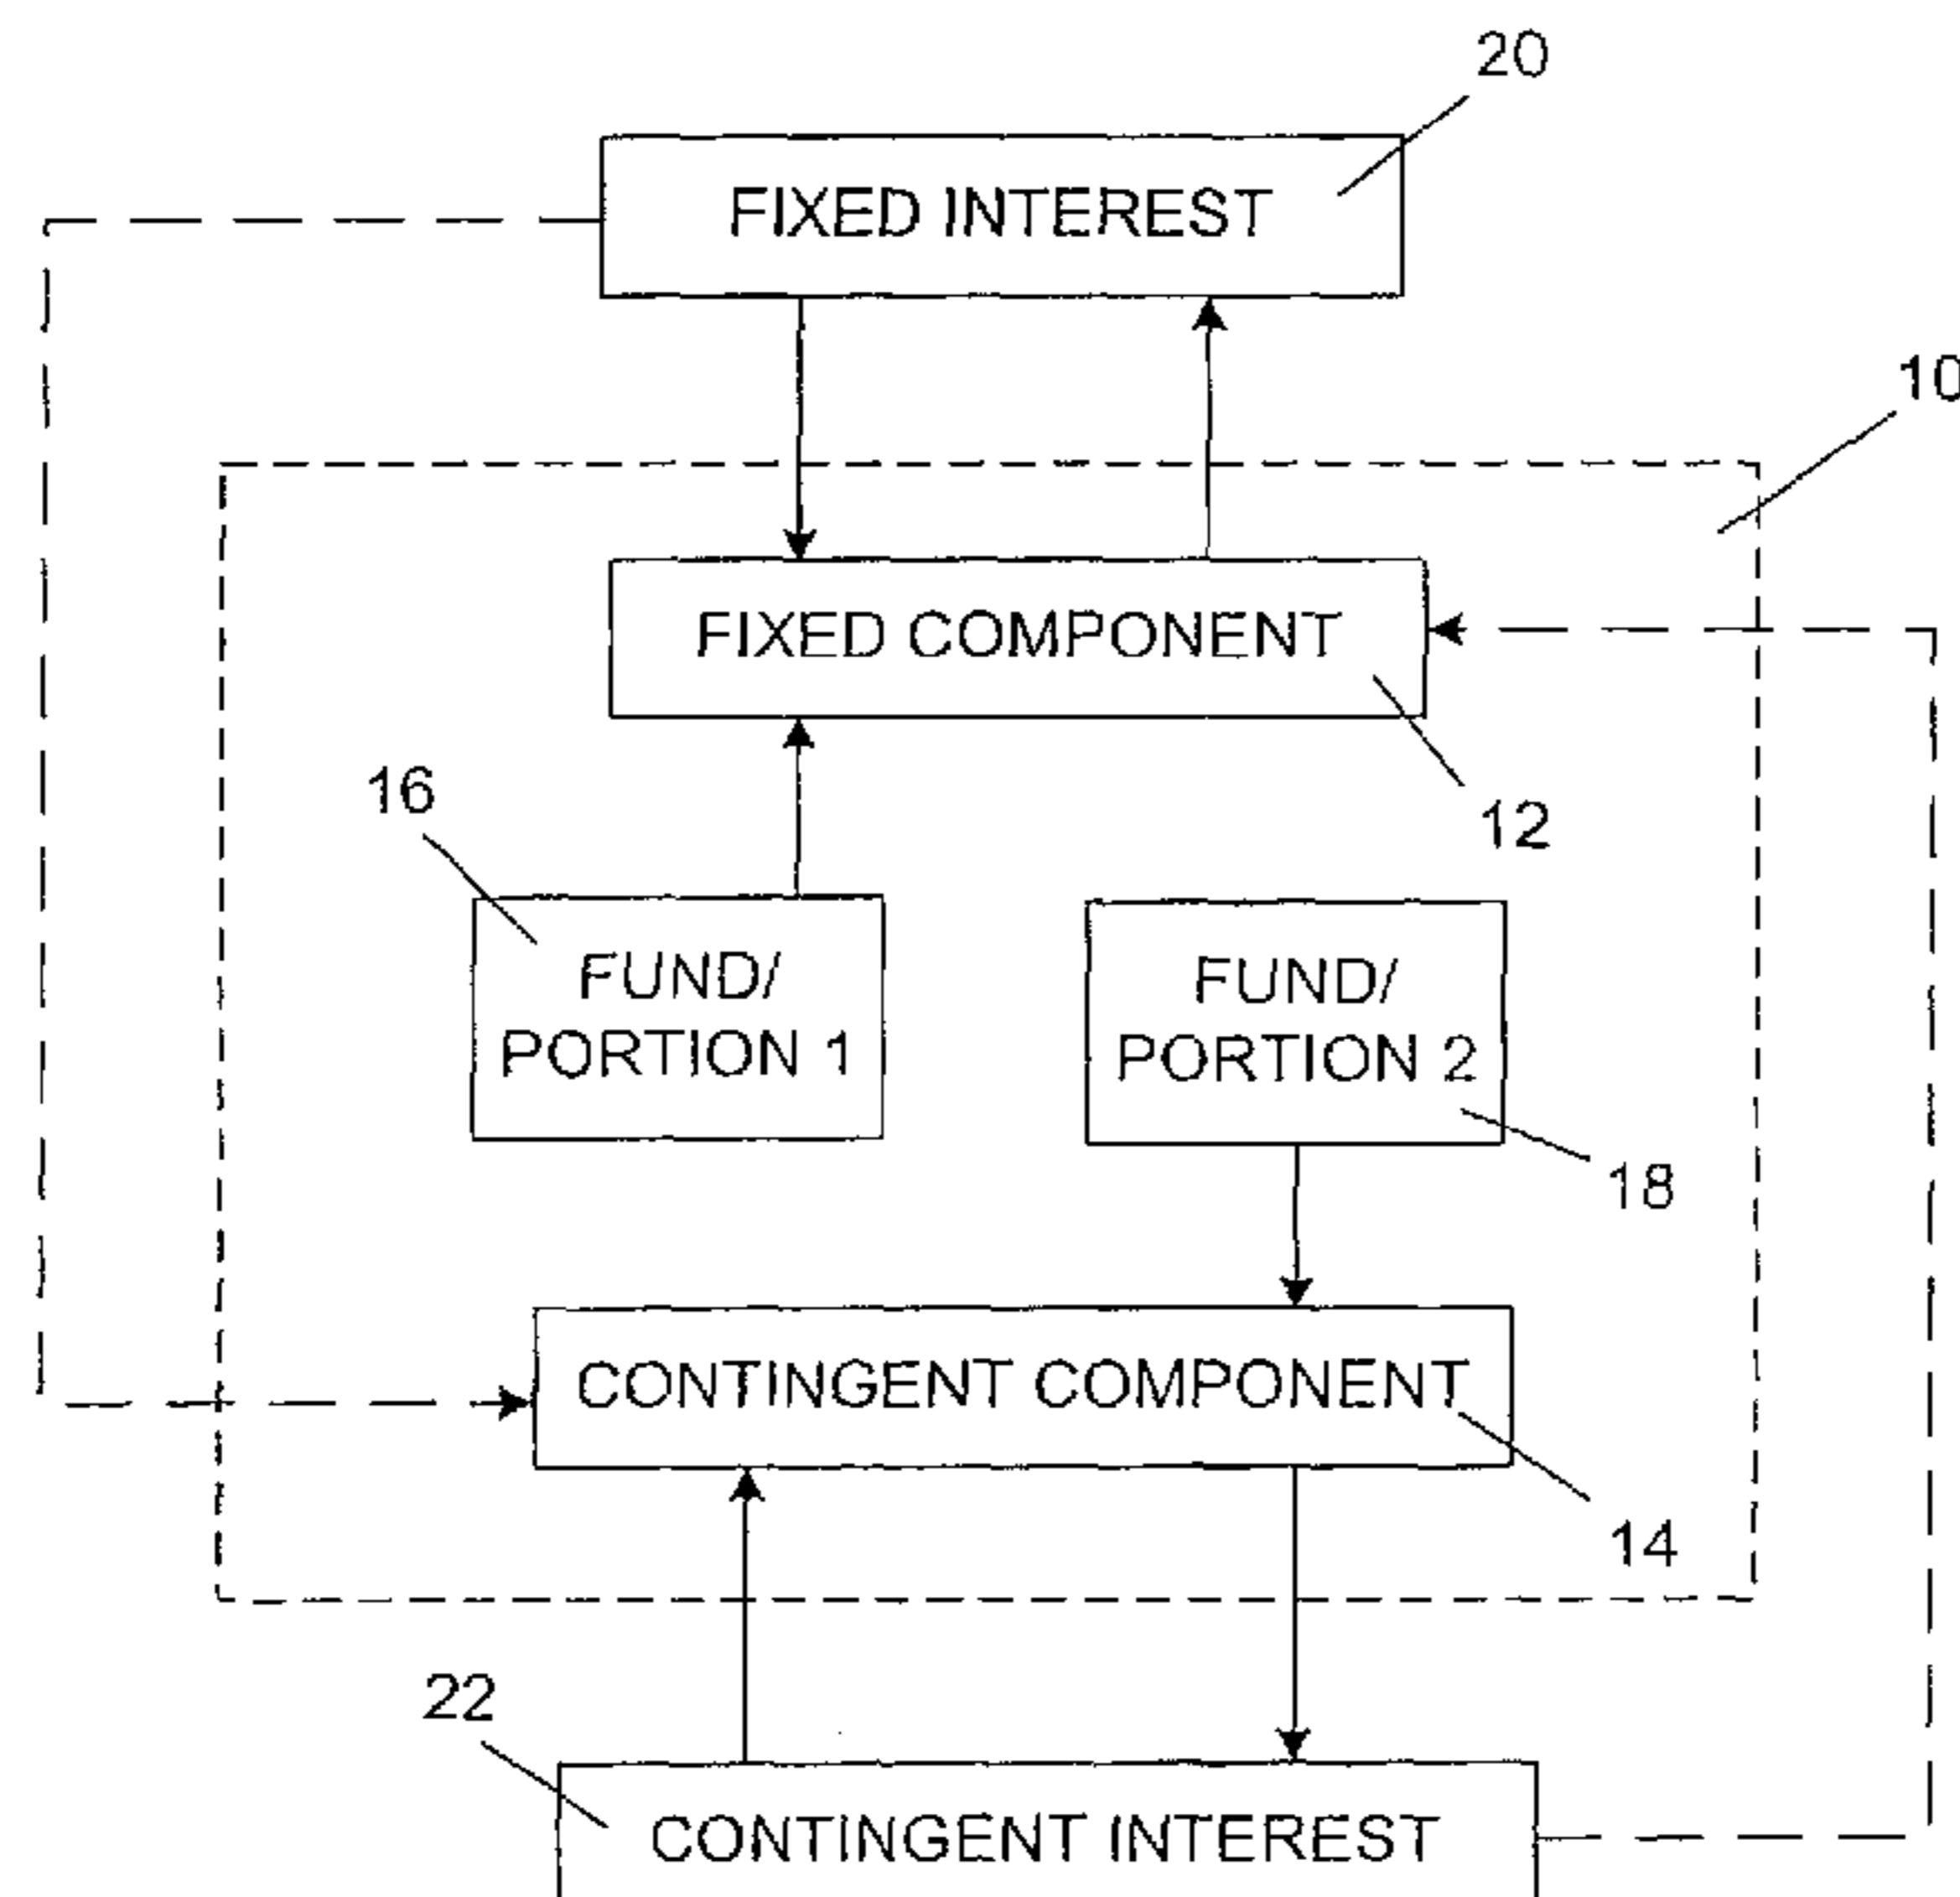 20
FIXED INTEREST
10
FIXED COMPONENT
12
16
FUND/
PORTION 1
FUND/
PORTION 2
18
CONTINGENT COMPONENT
14
22
CONTINGENT INTEREST